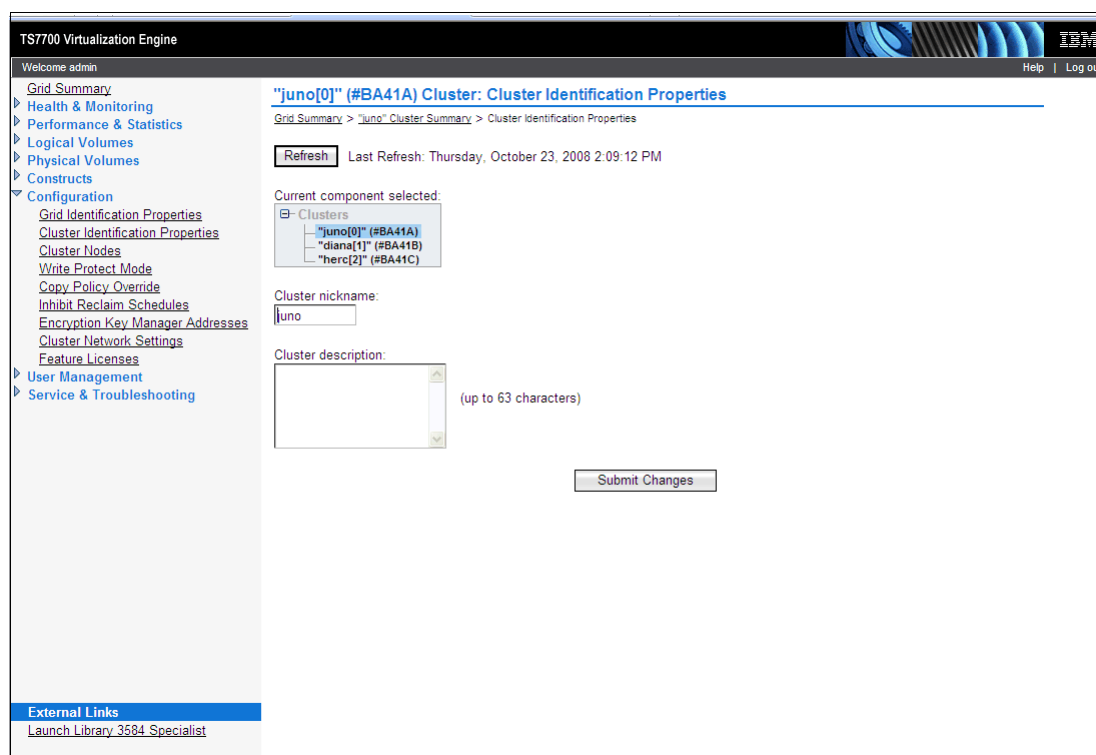 TS7700 Virtualization Engine
IBM
Welcome admin
Help | Log ou
Grid Summary
Health & Monitoring
Performance & Statistics
Logical Volumes
Physical Volumes
Constructs
Configuration
Grid Identification Properties
Cluster Identification Properties
Cluster Nodes
Write Protect Mode
Copy Policy Override
Inhibit Reclaim Schedules
Encryption Key Manager Addresses
Cluster Network Settings
Feature Licenses
User Management
Service & Troubleshooting
External Links
Launch Library 3584 Specialist
"juno[0]" (#BA41A) Cluster: Cluster Identification Properties
Grid Summary > "juno" Cluster Summary > Cluster Identification Properties
Refresh Last Refresh: Thursday, October 23, 2008 2:09:12 PM
Current component selected:
Clusters
"juno[0]" (#BA41A)
"diana[1]" (#BA41B)
"herc[2]" (#BA41C)
Cluster nickname:
juno
Cluster description:
(up to 63 characters)
Submit Changes